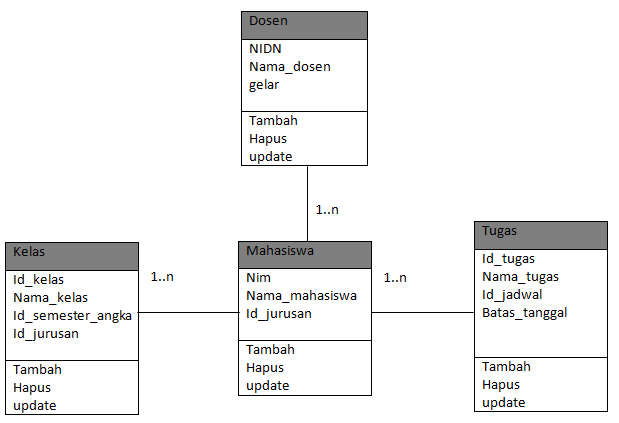 Dosen
NIDN
Nama_dosen
gelar
Tambah
Hapus
update
1..n
Kelas
Id_kelas
Nama_kelas
Id_semester_angka
Id_jurusan
Tambah
Hapus
update
1..n
Mahasiswa
Nim
Nama_mahasiswa
Id_jurusan
Tambah
Hapus
update
1..n
Tugas
Id_tugas
Nama_tugas
Id_jadwal
Batas_tanggal
Tambah
Hapus
update